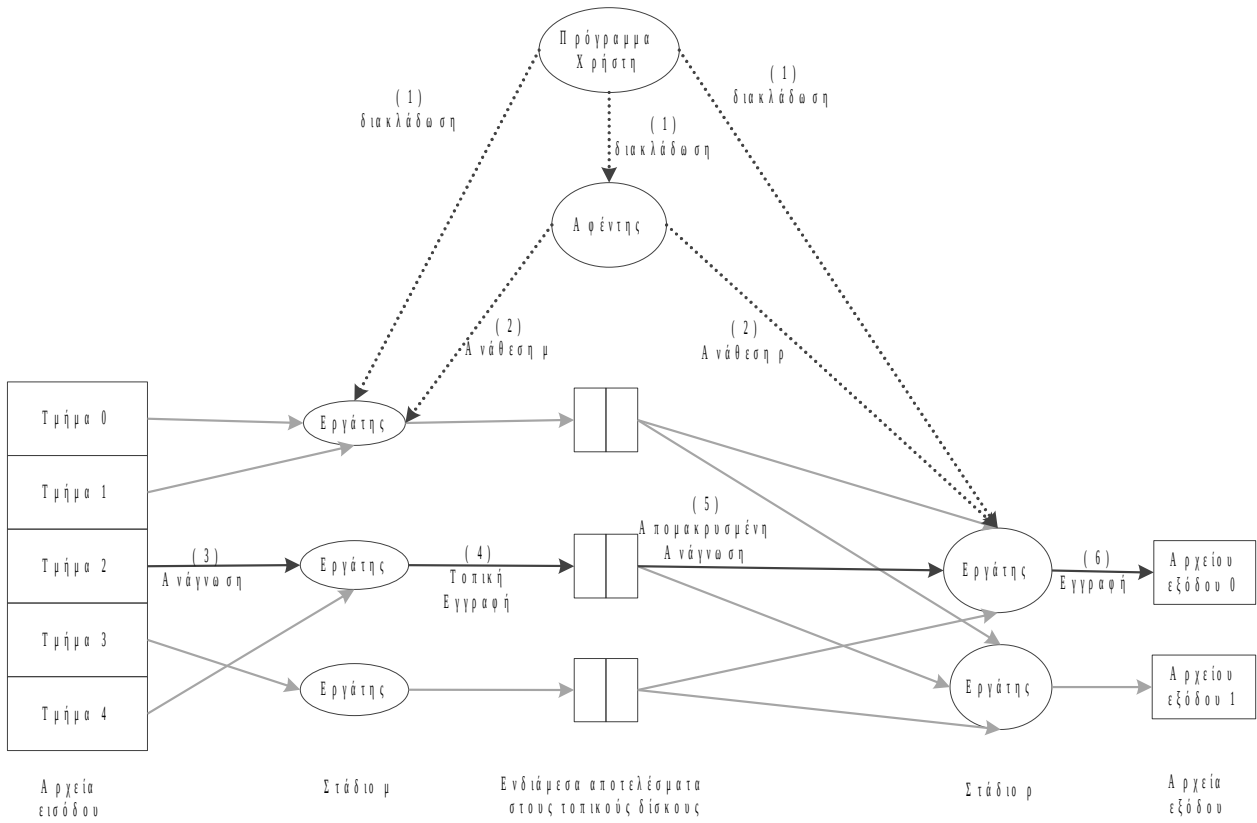 Πρόγραμμα
Χρήστη
(1)
διακλάδωση
(1)
διακλάδωση
(1)
διακλάδωση
Αφέντης
(2)
Ανάθεση μ
(2)
Ανάθεση ρ
Τμήμα 0
Τμήμα 1
Τμήμα 2
Τμήμα 3
Τμήμα 4
Εργάτης
Εργάτης
Εργάτης
(3)
Ανάγνωση
(4)
Τοπική
Εγγραφή
(5)
Απομακρυσμένη
Ανάγνωση
Εργάτης
Εργάτης
(6)
Εγγραφή
Αρχείου
εξόδου 0
Αρχείου
εξόδου 1
Αρχεία
εισόδου
Στάδιο μ
Ενδιάμεσα αποτελέσματα
στους τοπικούς δίσκους
Στάδιο ρ
Αρχεία
εξόδου